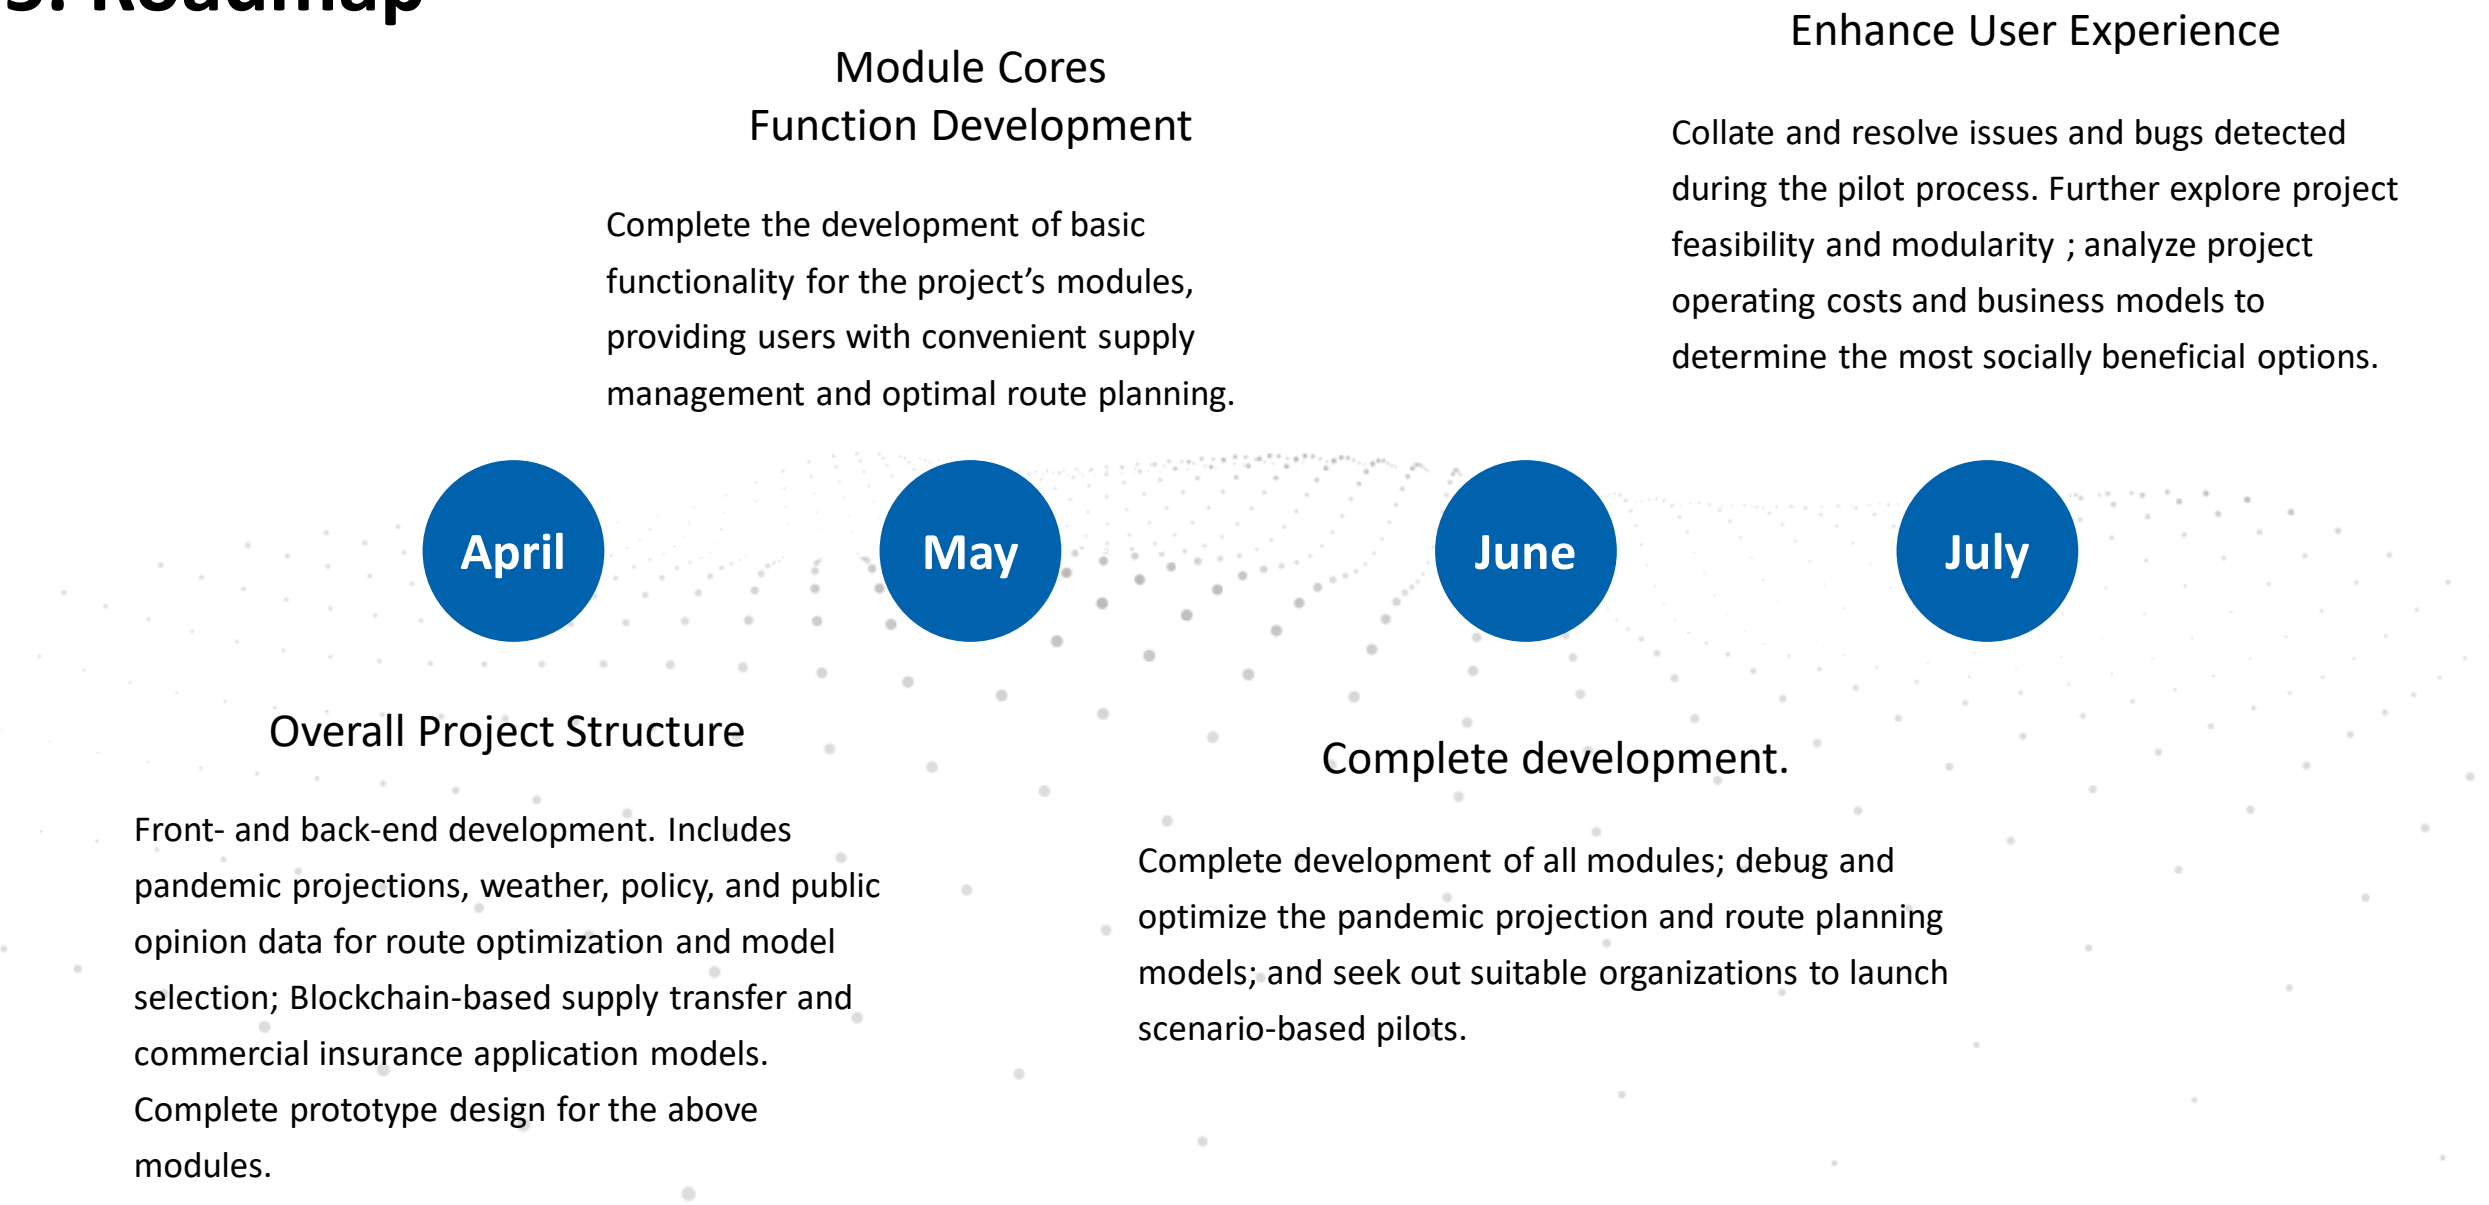 Roadmap
Module Cores
Function Development
Complete the development of basic
functionality for the project’s modules,
providing users with convenient supply
management and optimal route planning.
Enhance User Experience
Collate and resolve issues and bugs detected
during the pilot process. Further explore project
feasibility and modularity ; analyze project
operating costs and business models to
determine the most socially beneficial options.
April
May
June
July
Overall Project Structure
Front- and back-end development. Includes
pandemic projections, weather, policy, and public
opinion data for route optimization and model
selection; Blockchain-based supply transfer and
commercial insurance application models.
Complete prototype design for the above
modules.
Complete development.
Complete development of all modules; debug and
optimize the pandemic projection and route planning
models; and seek out suitable organizations to launch
scenario-based pilots.